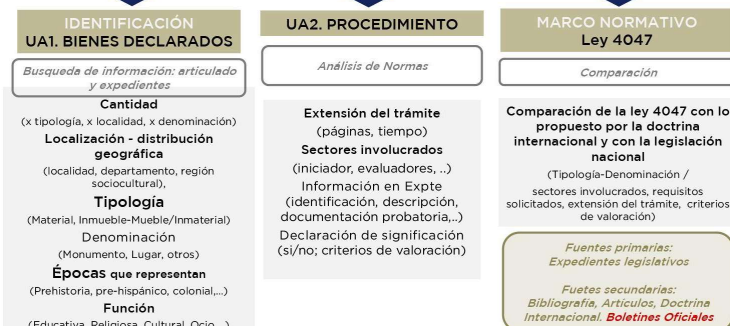 IDENTIFICACIÓN
UA1. BIENES DECLARADOS
Busqueda de información: articulado
y expedientes
Cantidad
(x tipología, x localidad, x denominación)
Localización - distribución
geográfica
(localidad, departamento, región
sociocultural),
Tipología
(Material, Inmueble-Mueble/Inmaterial)
Denominación
(Monumento, Lugar, otros)
Épocas que representan
(Prehistoria, pre-hispánico, colonial,...)
Función
(Educativa, Religiosa, Cultural, Ocio...)
UA2. PROCEDIMIENTO
Análisis de Normas
Extensión del trámite
(páginas, tiempo)
Sectores involucrados
(iniciador, evaluadores, ..)
Información en Expte
(identificación, descripción,
documentación probatoria,..)
Declaración de significación
(si/no; criterios de valoración)
MARCO NORMATIVO
Ley 4047
Comparación
Comparación de la ley 4047 con lo
propuesto por la doctrina
internacional y con la legislación
nacional
(Tipología-Denominación /
sectores involucrados, requisitos
solicitados, extensión del trámite, criterios
de valoración)
Fuentes primarias:
Expedientes legislativos
Fuetes secundarias:
Bibliografía, Artículos, Doctrina
Internacional. Boletines Oficiales